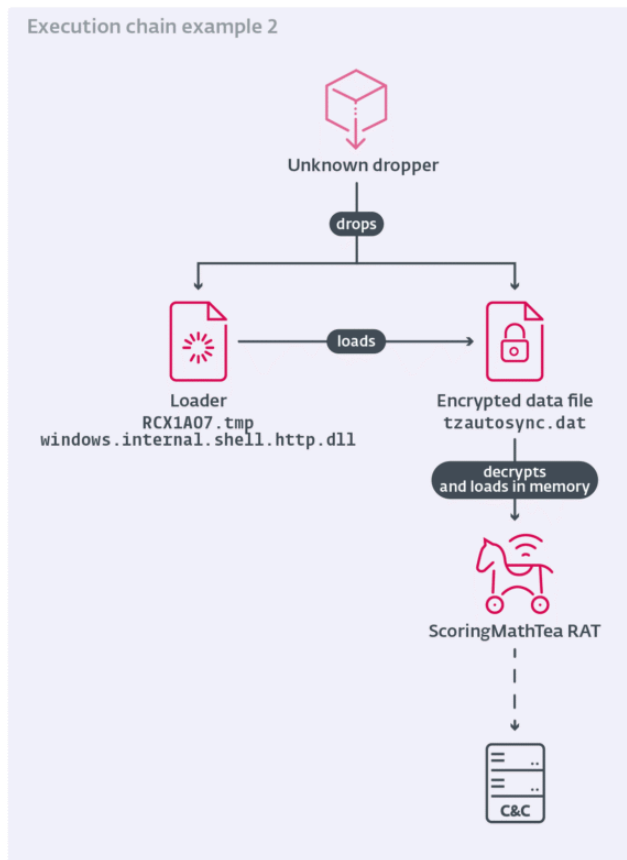 Execution chain example 2
Unknown dropper
drops
loads
Loader
RCX1A07.tmp
windows.internal.shell.http.dll
Encrypted data file
tzautosync.dat
decrypts
and loads in memory
ScoringMathTea RAT
C&C